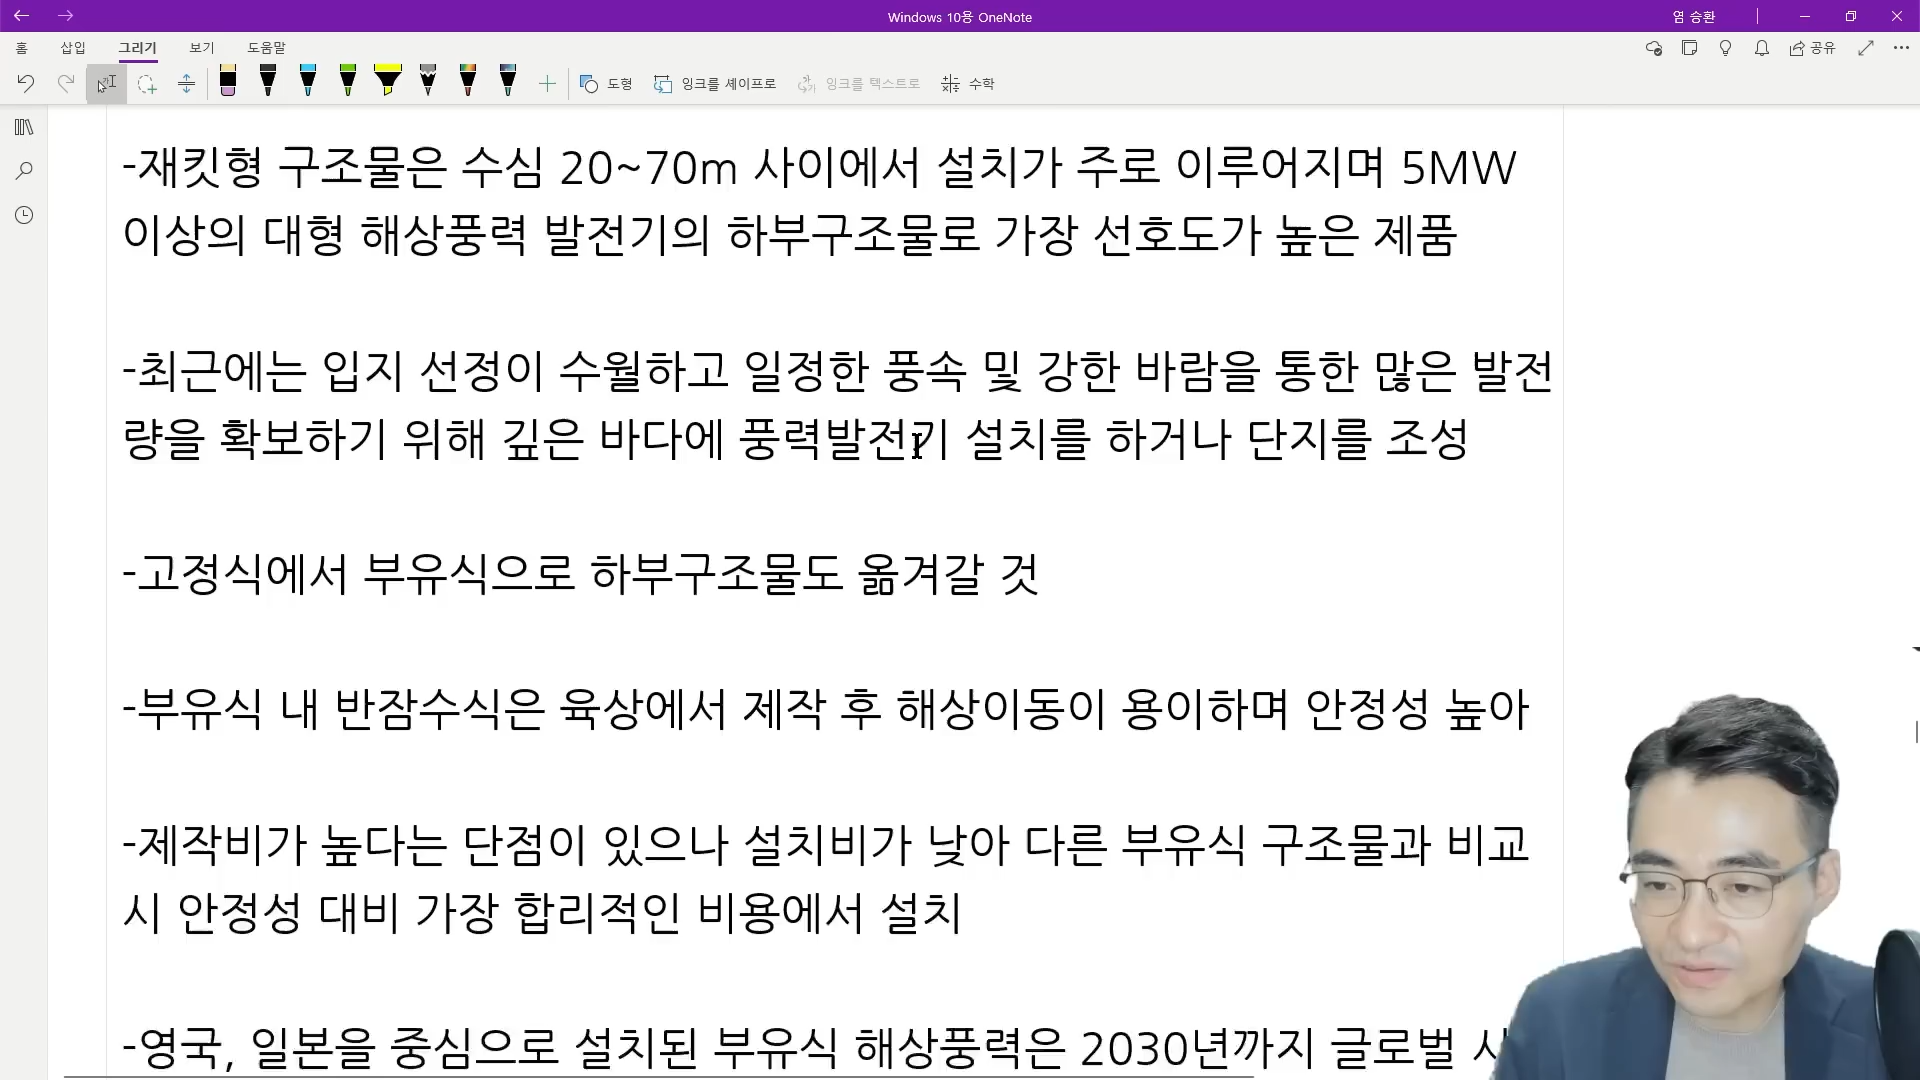 Windows 10용 OneNote
염 승환
홈 삽입 그리기 보기 도움말
공유
도형 잉크를 셰이프로 잉크를 텍스트로 수학
-재킷형 구조물은 수심 20~70m 사이에서 설치가 주로 이루어지며 5MW
이상의 대형 해상풍력 발전기의 하부구조물로 가장 선호도가 높은 제품
-최근에는 입지 선정이 수월하고 일정한 풍속 및 강한 바람을 통한 많은 발전
량을 확보하기 위해 깊은 바다에 풍력발전기 설치를 하거나 단지를 조성
-고정식에서 부유식으로 하부구조물도 옮겨갈 것
-부유식 내 반잠수식은 육상에서 제작 후 해상이동이 용이하며 안정성 높아
-제작비가 높다는 단점이 있으나 설치비가 낮아 다른 부유식 구조물과 비교
시 안정성 대비 가장 합리적인 비용에서 설치
-영국, 일본을 중심으로 설치된 부유식 해상풍력은 2030년까지 글로벌